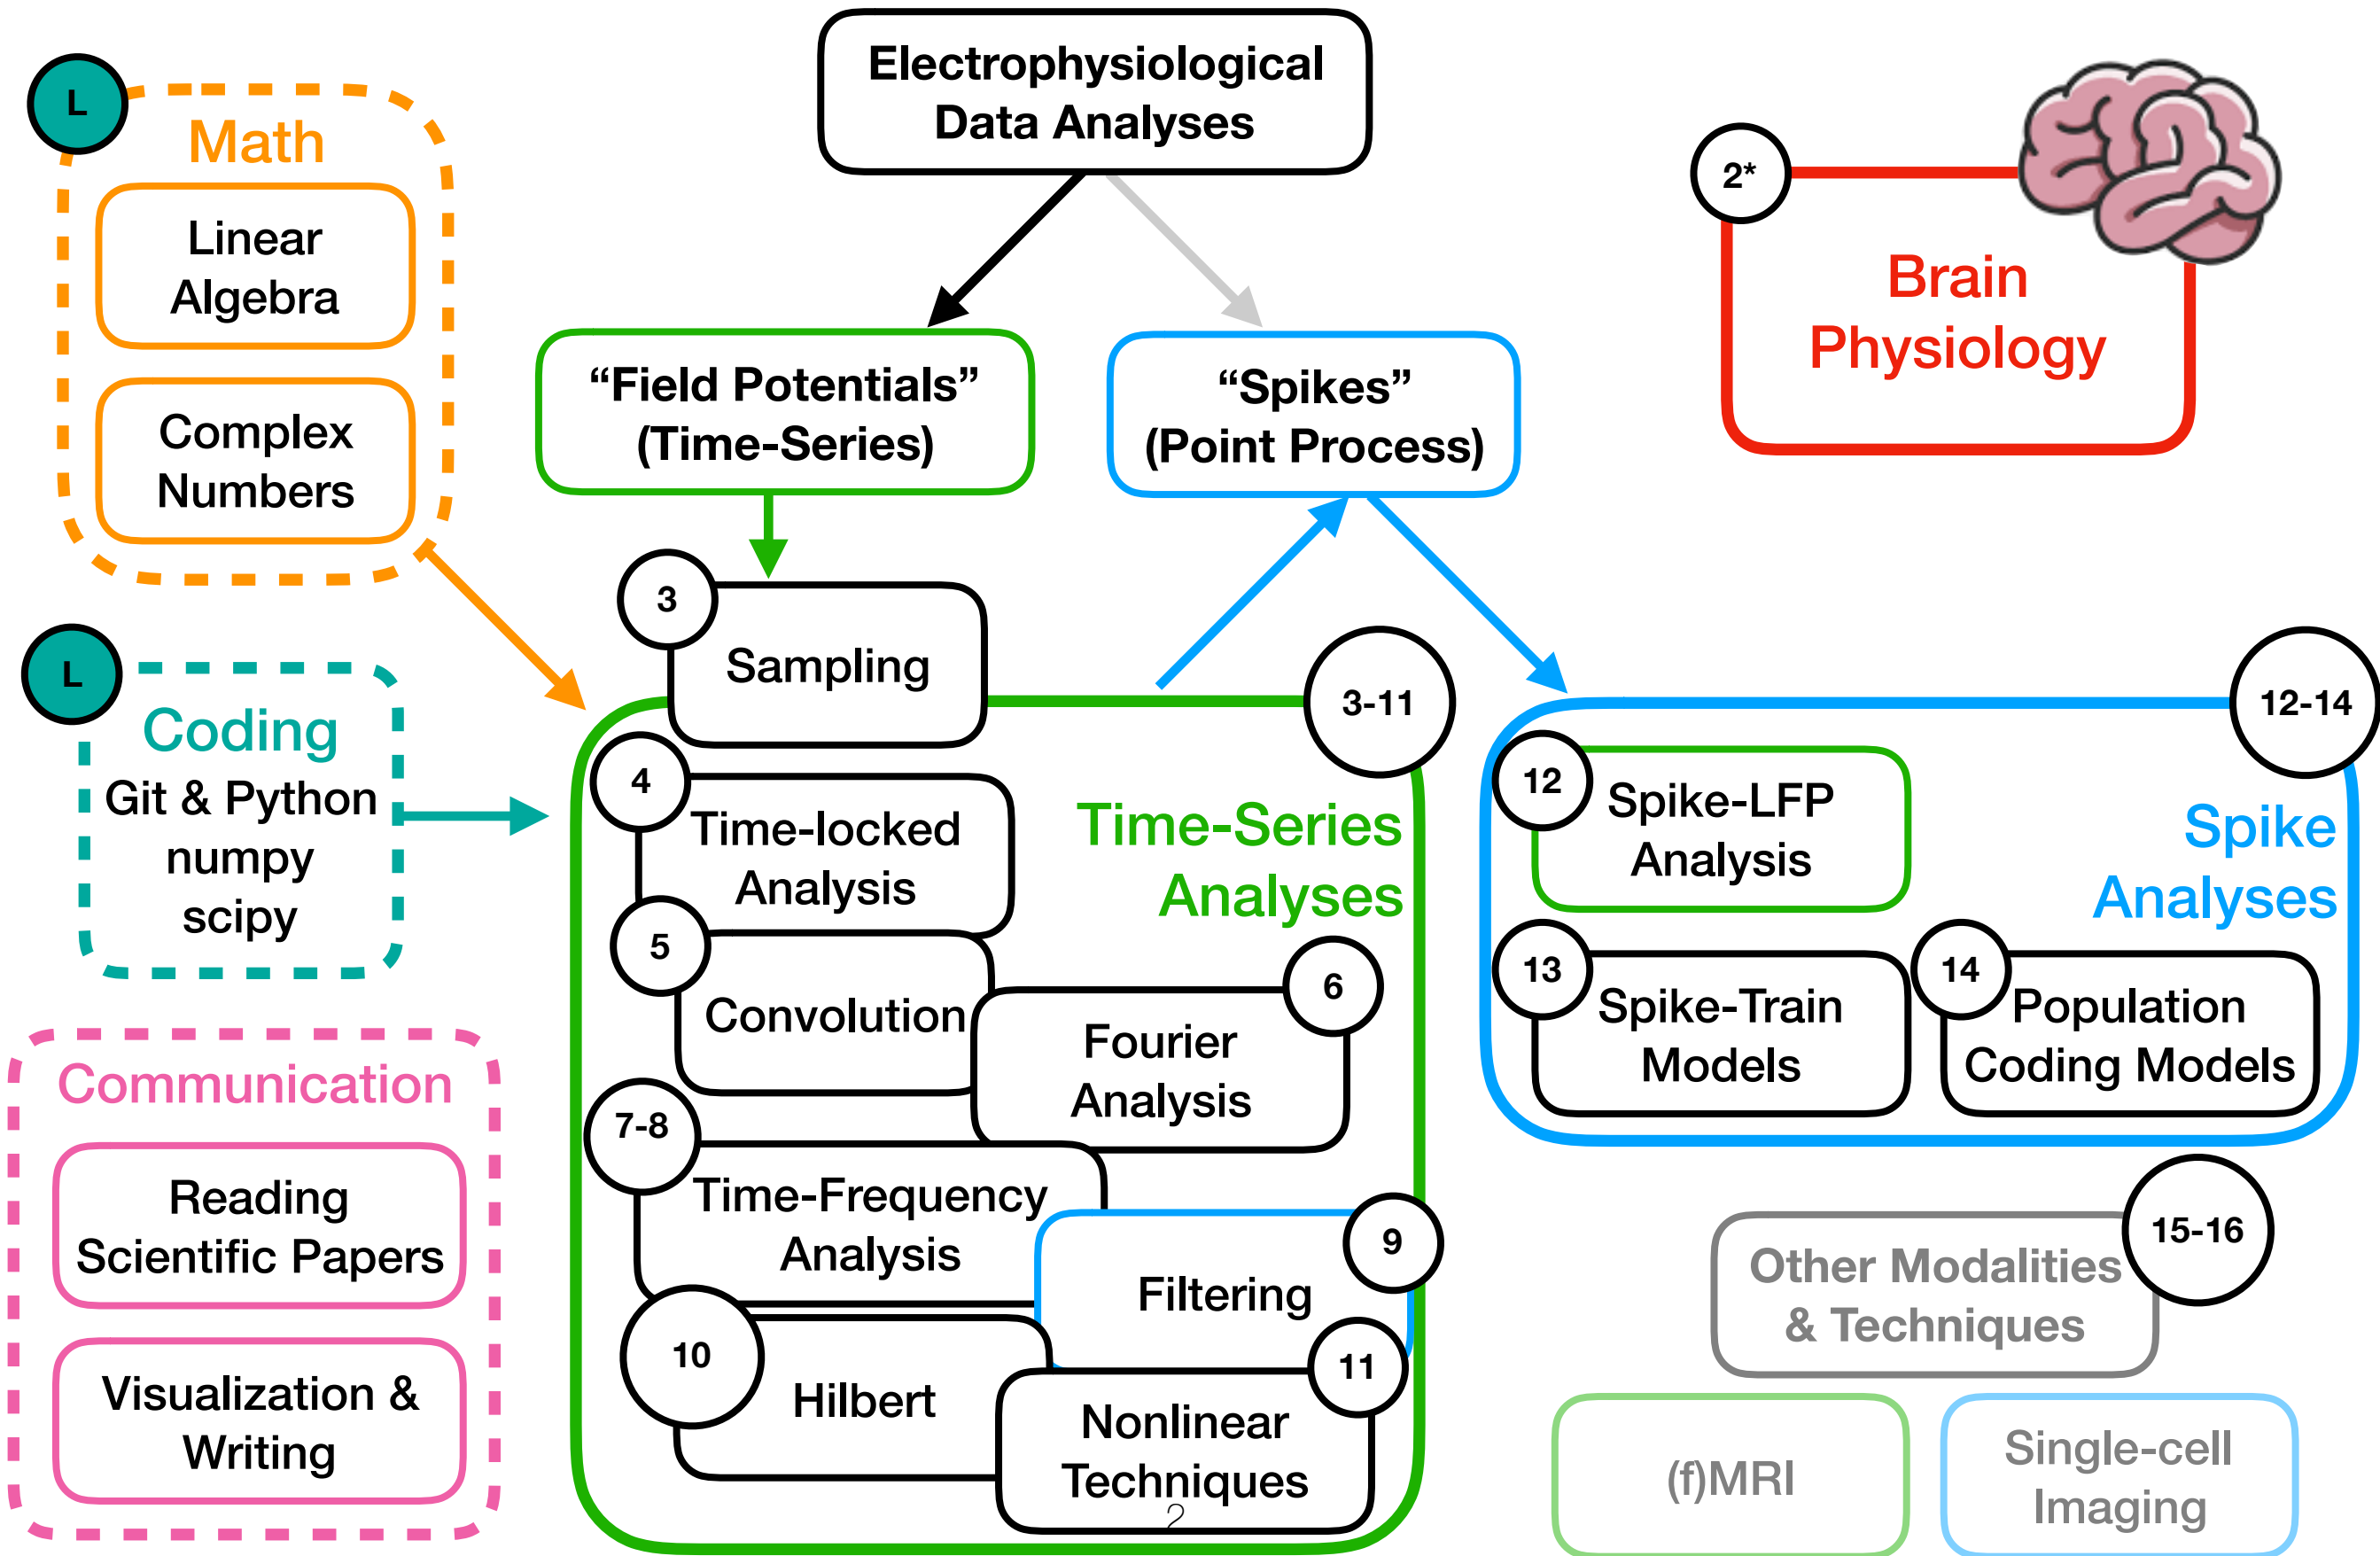 Electrophysiological
Data Analyses
L
Math
Linear
Algebra
Complex
Numbers
2*
Brain
Physiology
“Field Potentials”
(Time-Series)
“Spikes”
(Point Process)
L
Coding
Git & Python
numpy
scipy
Communication
Reading
Scientific Papers
Visualization &
Writing
3
Sampling
3-11
Time-Series
Analyses
4
Time-locked
Analysis
5
Convolution
6
Fourier
Analysis
7-8
Time-Frequency
Analysis
9
Filtering
10
Hilbert
11
Nonlinear
Techniques
2
12-14
Spike
Analyses
12
Spike-LFP
Analysis
13
Spike-Train
Models
14
Population
Coding Models
15-16
Other Modalities
& Techniques
(f)MRI
Single-cell
Imaging